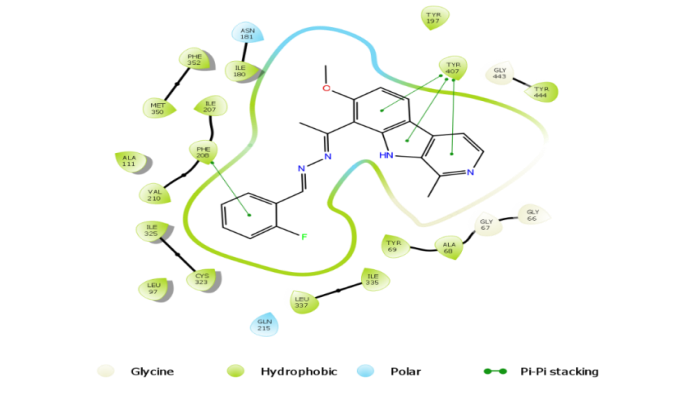 TYR
197
ASN
181
PHE
352
ILE
180
TYR
407
GLY
443
TYR
444
MET
350
ILE
207
O
PHE
208
ALA
111
N
HN
N
N
VAL
210
F
ILE
325
GLY
66
GLY
67
TYR
69
ALA
68
CYS
323
LEU
97
ILE
335
LEU
337
GLN
215
Glycine Hydrophobic Polar Pi-Pi stacking